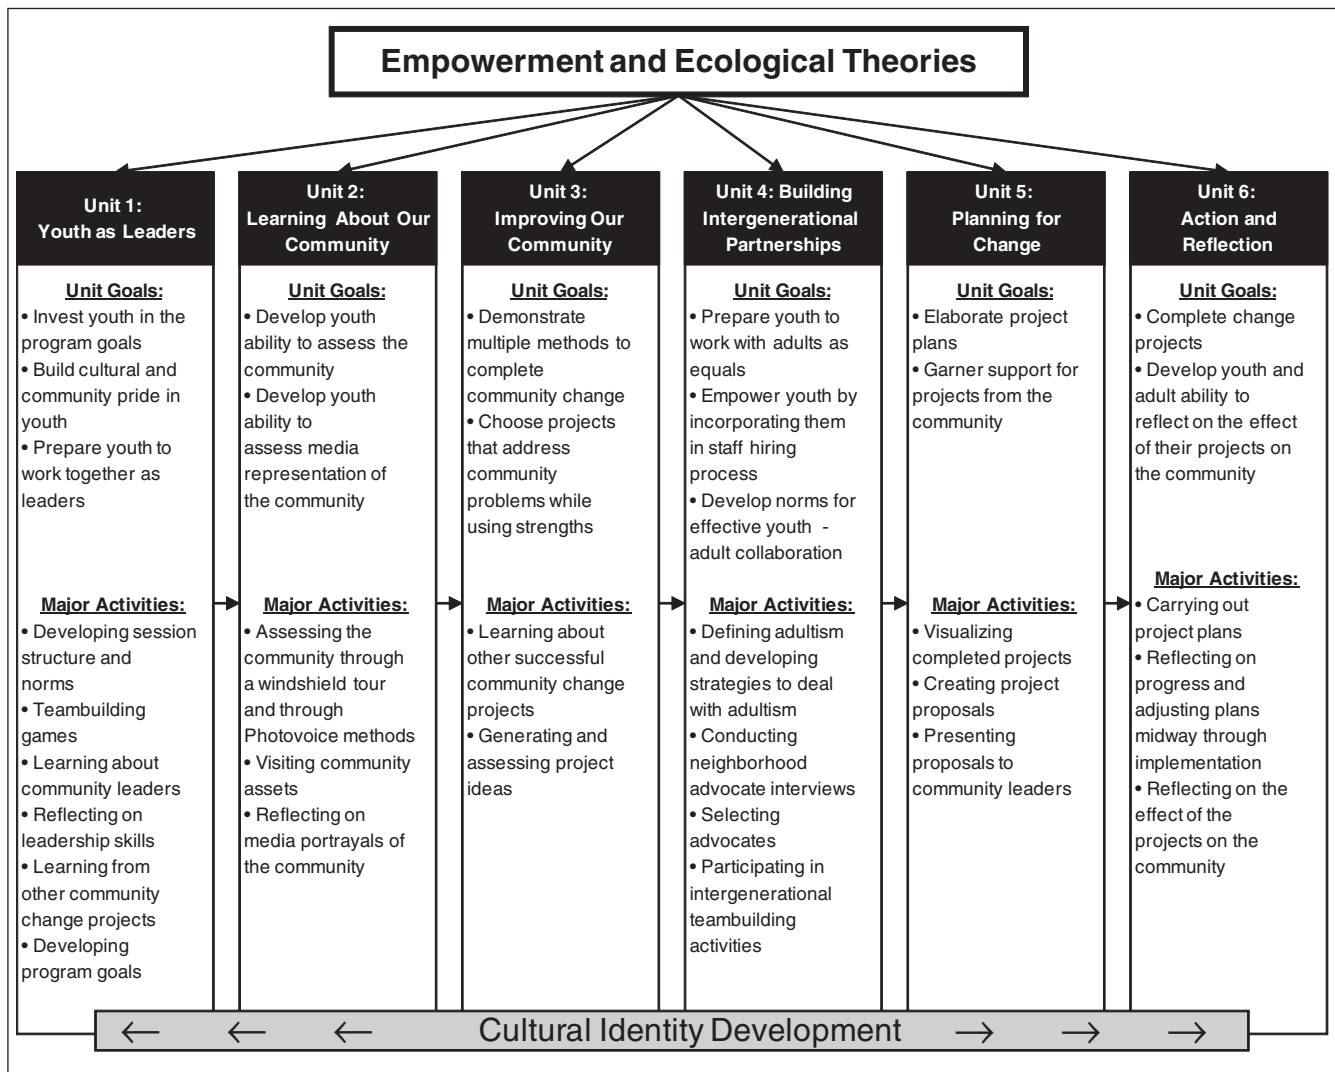 Empowerment and Ecological Theories
Unit 1:
Youth as Leaders
Unit Goals:
• Invest youth in the
program goals
• Build cultural and
community pride in
youth
• Prepare youth to
work together as
leaders
Major Activities:
• Developing session
structure and
norms
• Teambuilding
games
• Learning about
community leaders
• Reflecting on
leadership skills
• Learning from
other community
change projects
• Developing
program goals
Unit 2:
Learning About Our
Community
Unit Goals:
• Develop youth
ability to assess the
community
• Develop youth
ability to
assess media
representation of
the community
Major Activities:
• Assessing the
community through
a windshield tour
and through
Photovoice methods
• Visiting community
assets
• Reflecting on
media portrayals of
the community
Unit 3:
Improving Our
Community
Unit Goals:
• Demonstrate
multiple methods to
complete
community change
• Choose projects
that address
community
problems while
using strengths
Major Activities:
• Learning about
other successful
community change
projects
• Generating and
assessing project
ideas
Unit 4: Building
Intergenerational
Partnerships
Unit Goals:
• Prepare youth to
work with adults as
equals
• Empower youth by
incorporating them
in staff hiring
process
• Develop norms for
effective youth -
adult collaboration
Major Activities:
• Defining adultism
and developing
strategies to deal
with adultism
• Conducting
neighborhood
advocate interviews
• Selecting
advocates
• Participating in
intergenerational
teambuilding
activities
Unit 5:
Planning for
Change
Unit Goals:
• Elaborate project
plans
• Garner support for
projects from the
community
Major Activities:
• Visualizing
completed projects
• Creating project
proposals
• Presenting
proposals to
community leaders
Unit 6:
Action and
Reflection
Unit Goals:
• Complete change
projects
• Develop youth and
adult ability to
reflect on the effect
of their projects on
the community
Major Activities:
• Carrying out
project plans
• Reflecting on
progress and
adjusting plans
midway through
implementation
• Reflecting on the
effect of the
projects on the
community
Cultural Identity Development